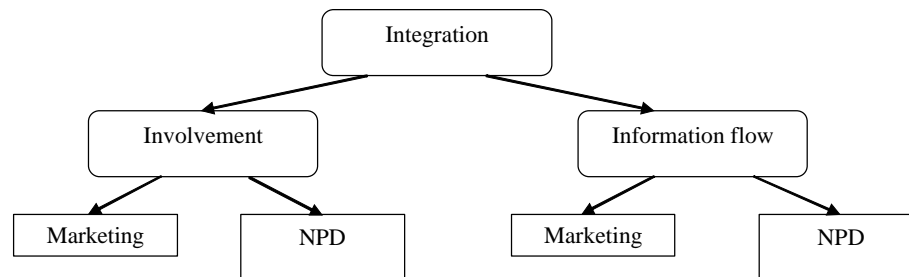 Integration
Involvement
Information flow
Marketing
NPD
Marketing
NPD